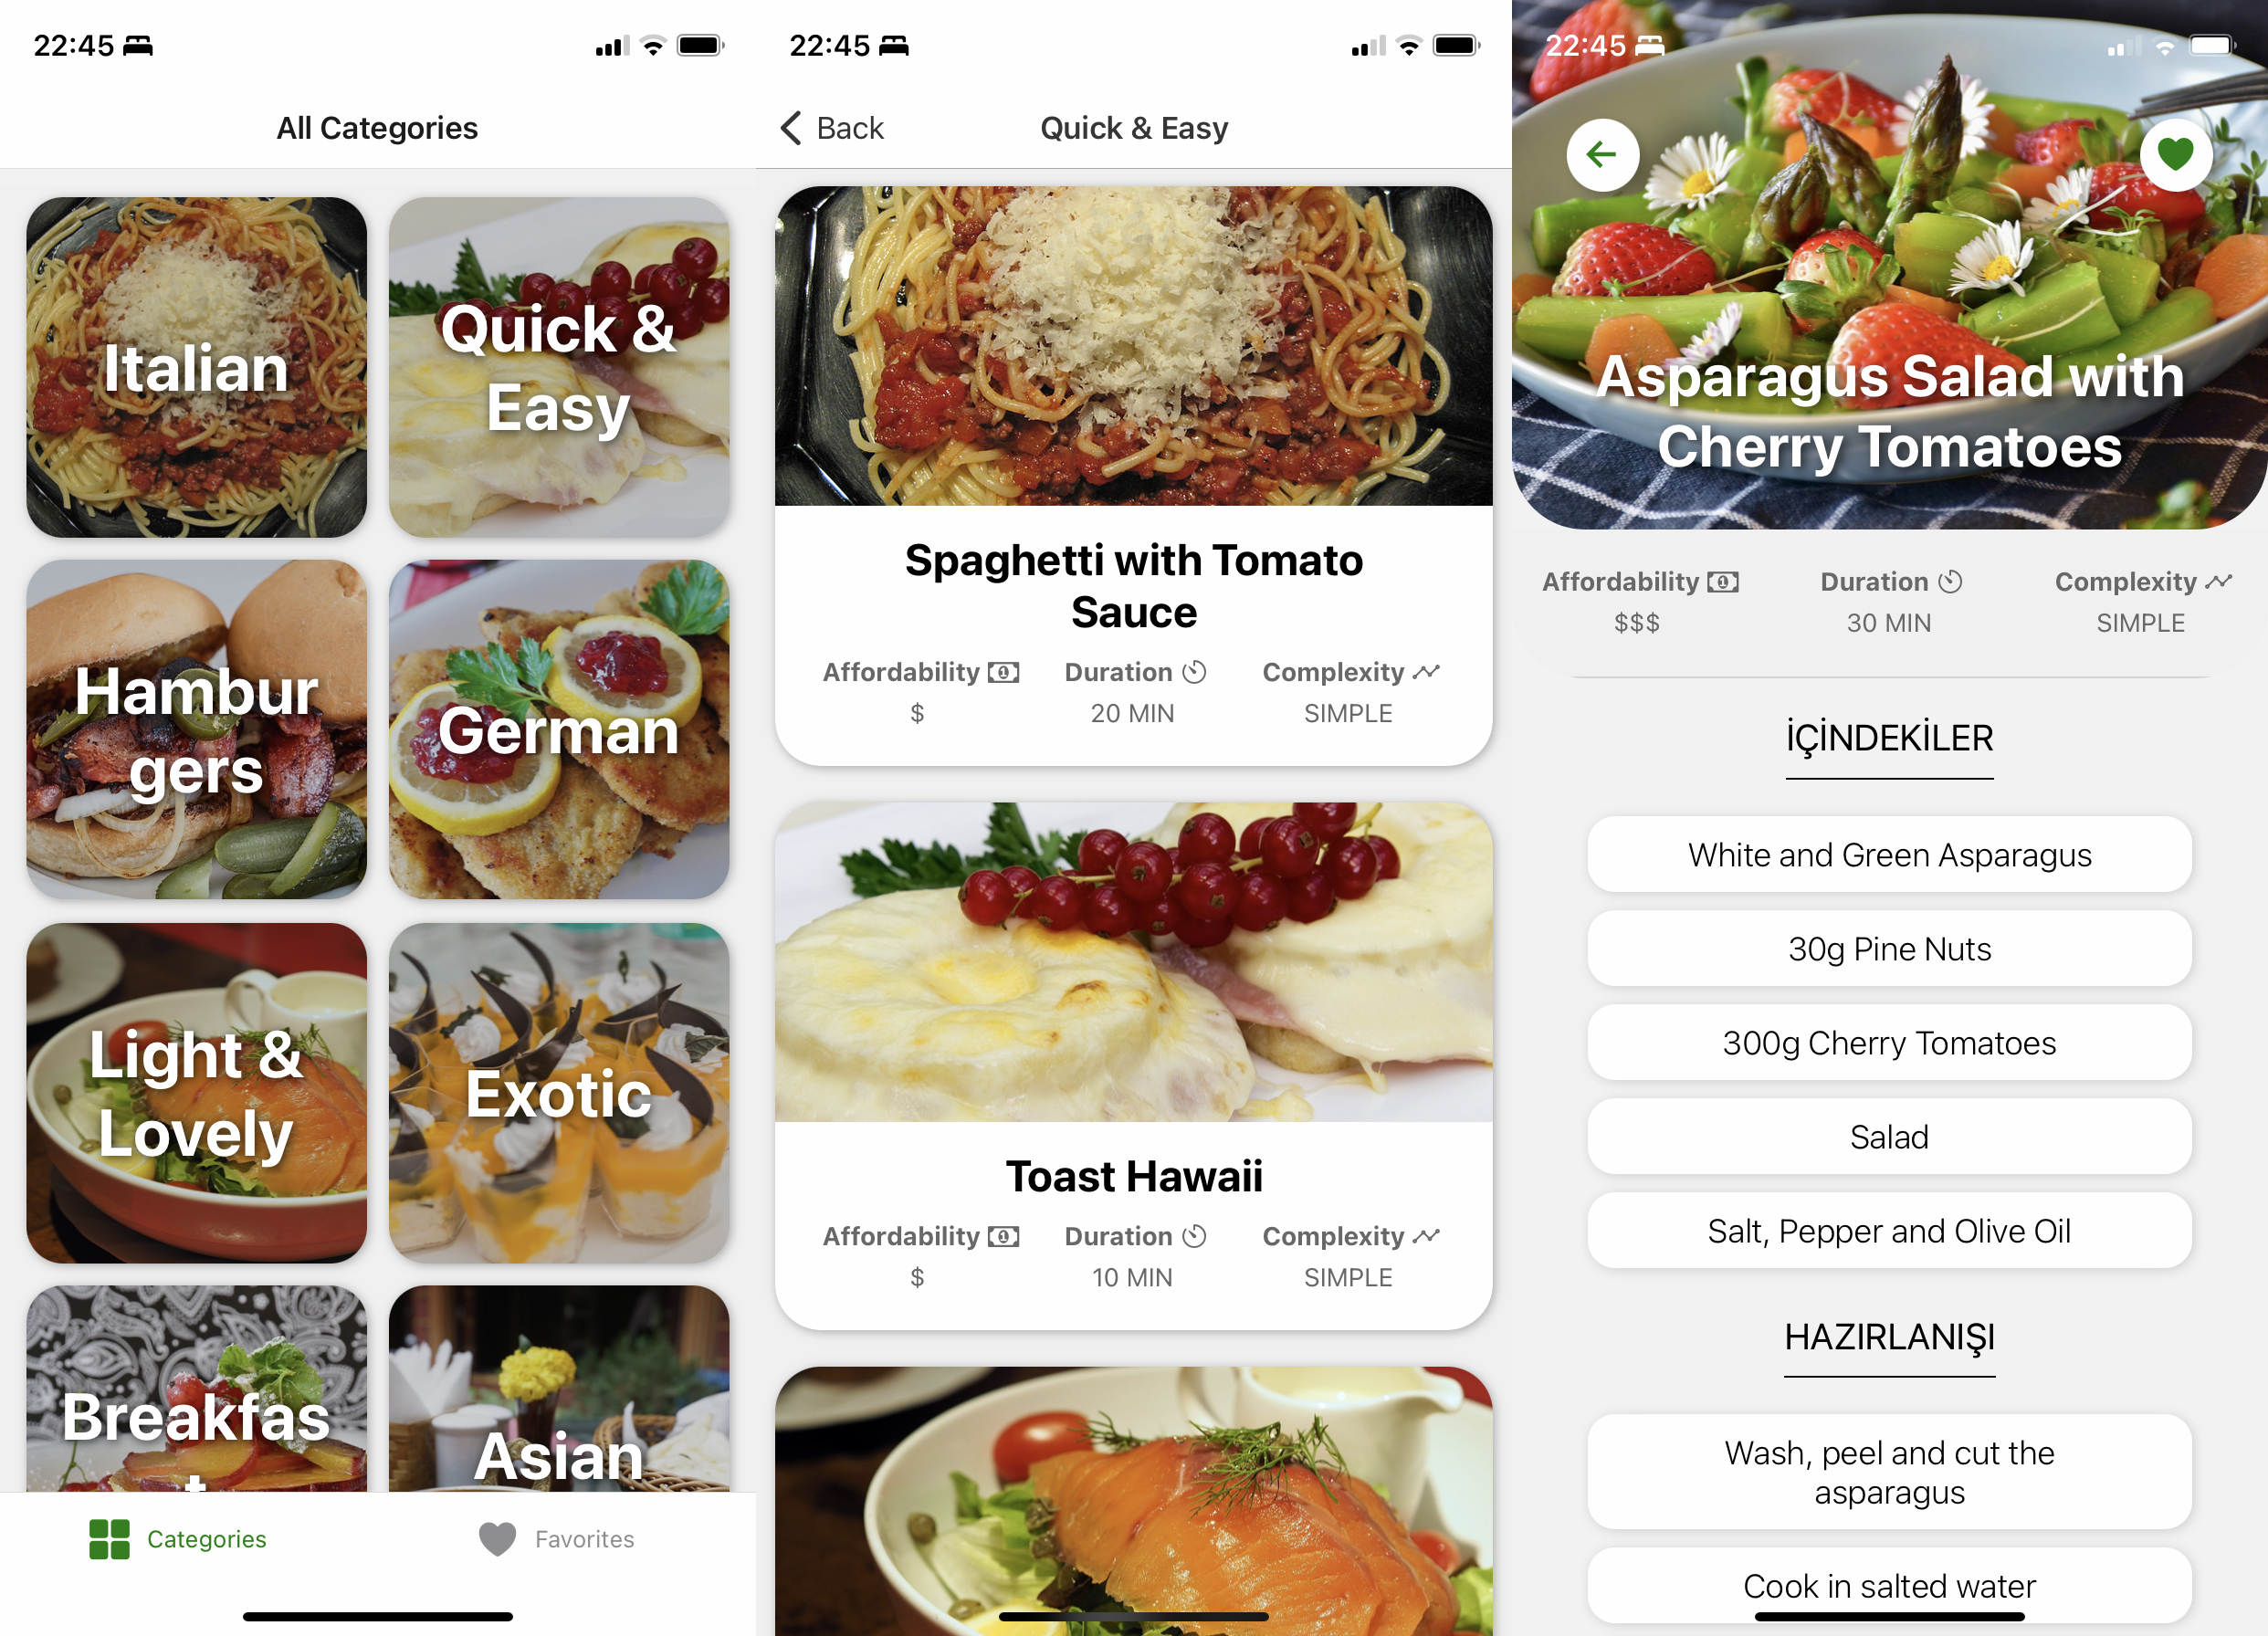 22:45
All Categories
Italian
Quick &
Easy
Hambur
gers
German
Light &
Lovely
Exotic
Breakfas
t
Asian
Categories
Favorites
22:45
Back
Quick & Easy
Spaghetti with Tomato
Sauce
Affordability Duration Complexity
$ 20 MIN SIMPLE
Toast Hawaii
Affordability Duration Complexity
$ 10 MIN SIMPLE
22:45
Asparagus Salad with
Cherry Tomatoes
Affordability Duration Complexity
$$$ 30 MIN SIMPLE
İÇİNDEKİLER
White and Green Asparagus
30g Pine Nuts
300g Cherry Tomatoes
Salad
Salt, Pepper and Olive Oil
HAZIRLANIŞI
Wash, peel and cut the
asparagus
Cook in salted water